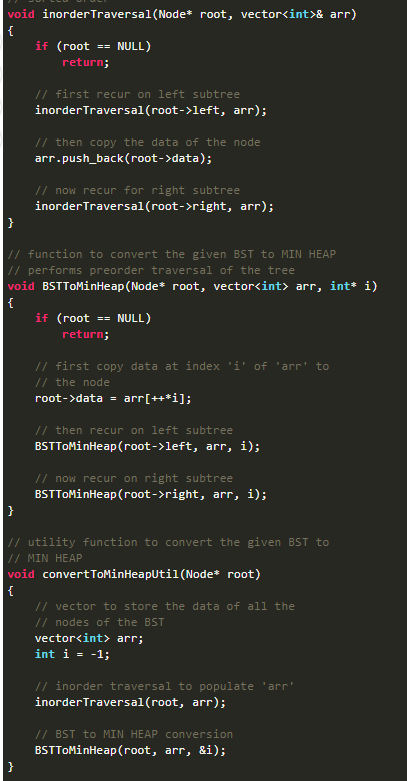 // sorted order
void inorderTraversal(Node* root, vector<int>& arr)
{
    if (root == NULL)
        return;

    // first recur on left subtree
    inorderTraversal(root->left, arr);

    // then copy the data of the node
    arr.push_back(root->data);

    // now recur for right subtree
    inorderTraversal(root->right, arr);
}

// function to convert the given BST to MIN HEAP
// performs preorder traversal of the tree
void BSTToMinHeap(Node* root, vector<int> arr, int* i)
{
    if (root == NULL)
        return;

    // first copy data at index 'i' of 'arr' to
    // the node
    root->data = arr[++*i];

    // then recur on left subtree
    BSTToMinHeap(root->left, arr, i);

    // now recur on right subtree
    BSTToMinHeap(root->right, arr, i);
}

// utility function to convert the given BST to
// MIN HEAP
void convertToMinHeapUtil(Node* root)
{
    // vector to store the data of all the
    // nodes of the BST
    vector<int> arr;
    int i = -1;

    // inorder traversal to populate 'arr'
    inorderTraversal(root, arr);

    // BST to MIN HEAP conversion
    BSTToMinHeap(root, arr, &i);
}